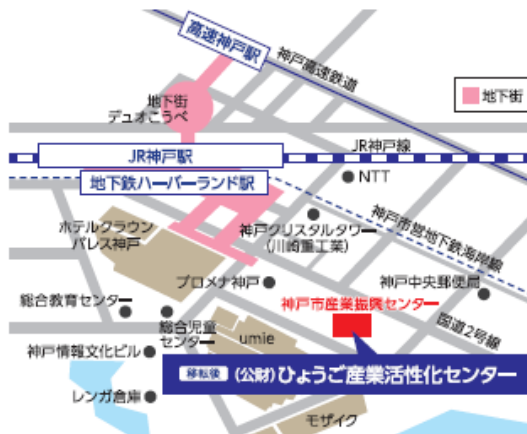 高速神戸駅
神戸高速鉄道
地下街
地下街
デュオこうべ
JR神戸線
JR神戸駅
地下鉄ハーバーランド駅
NTT
神戸市営地下鉄海岸線
ホテルクラウン
パレス神戸
神戸クリスタルタワー
(川崎重工業)
プロメナ神戸
神戸中央郵便局
総合教育センター
神戸市産業振興センター
総合児童
センター
umie
国道2号線
神戸情報文化ビル
移転後 (公財)ひょうご産業活性化センター
レンガ倉庫
モザイク